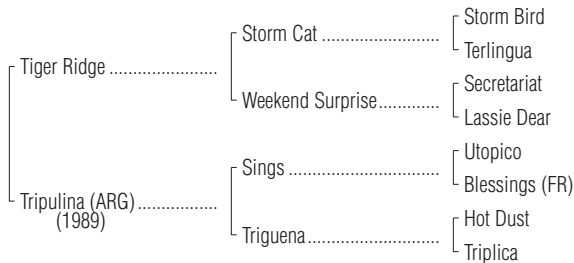 Storm Bird
Storm Cat ........................
Terlingua
Tiger Ridge ......................
Secretariat
Weekend Surprise.............
Lassie Dear
Utopico
Sings ...............................
Blessings (FR)
Tripulina (ARG)................
(1989)
Hot Dust
Triguena...........................
Triplica